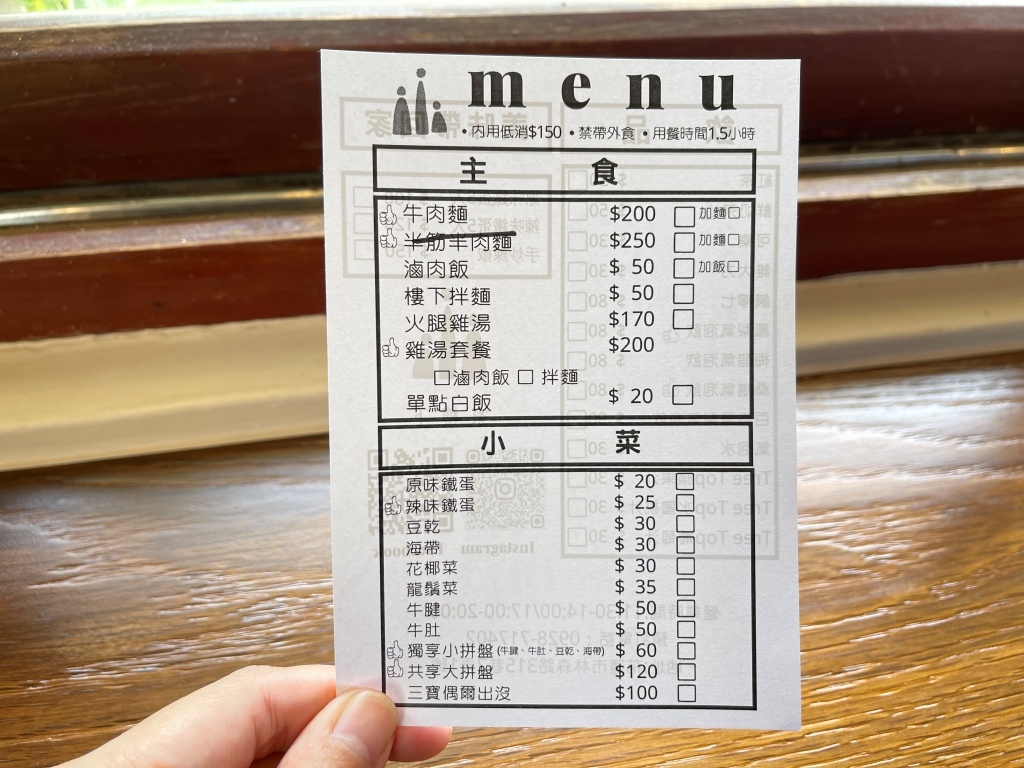 menu
•內用低消$150 •禁帶外食 •用餐時間1.5小時
主 食
牛肉麵 $200 □加麵□
半筋半肉麵 $250 □加麵□
滷肉飯 $ 50 □加飯□
樓下拌麵 $ 50 □
火腿雞湯 $170 □
雞湯套餐 $200
□滷肉飯 □ 拌麵
單點白飯 $ 20 □
小 菜
原味鐵蛋 $ 20 □
辣味鐵蛋 $ 25 □
豆乾 $ 30 □
海帶 $ 30 □
花椰菜 $ 30 □
龍鬚菜 $ 35 □
牛腱 $ 50 □
牛肚 $ 50 □
獨享小拼盤 (牛腱、牛肚、豆乾、海帶) $ 60 □
共享大拼盤 $120 □
三寶偶爾出沒 $100 □